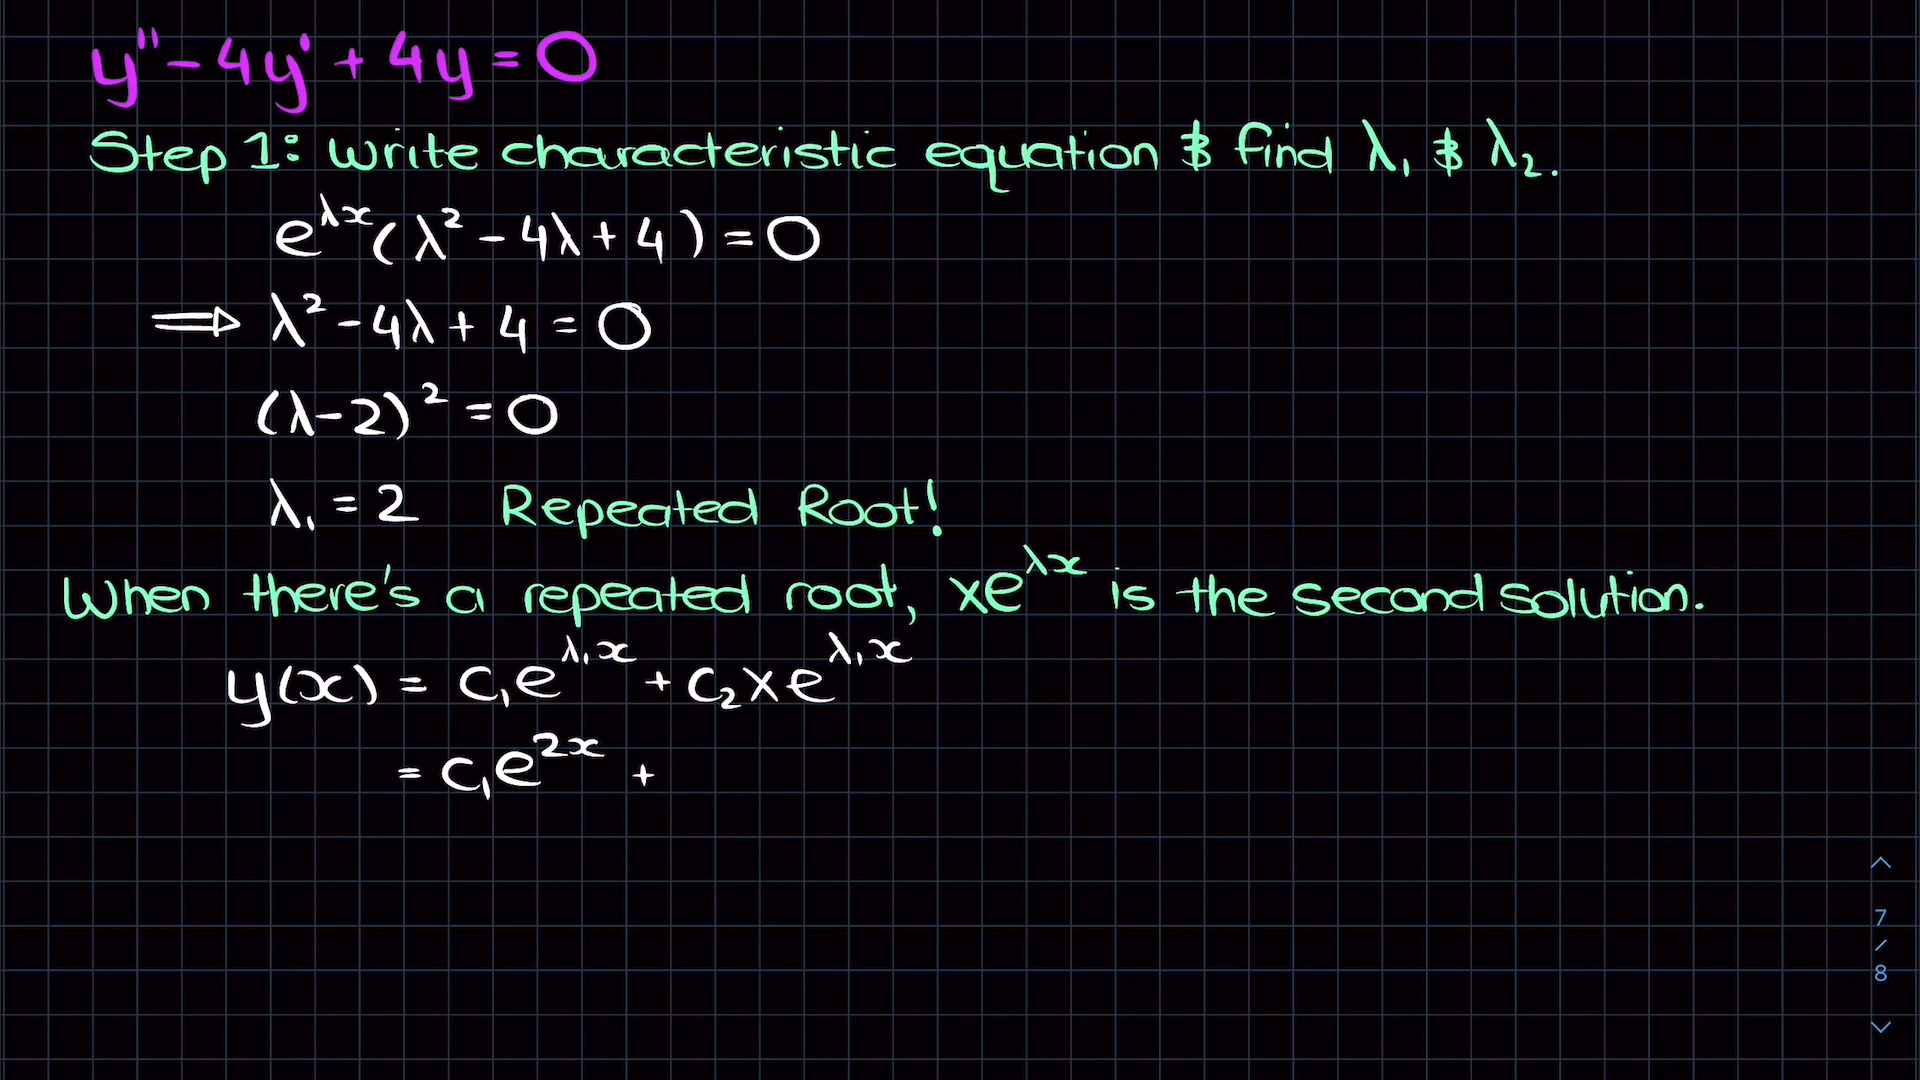 y'' - 4y' + 4y = 0
Step 1: Write characteristic equation & find λ₁ & λ₂.
e^λx (λ² - 4λ + 4) = 0
⟹ λ² - 4λ + 4 = 0
(λ-2)² = 0
λ₁ = 2 Repeated Root!
When there's a repeated root, xe^λx is the second solution.
y(x) = c₁e^λ₁x + c₂xe^λ₁x
= c₁e^2x +
7
/
8